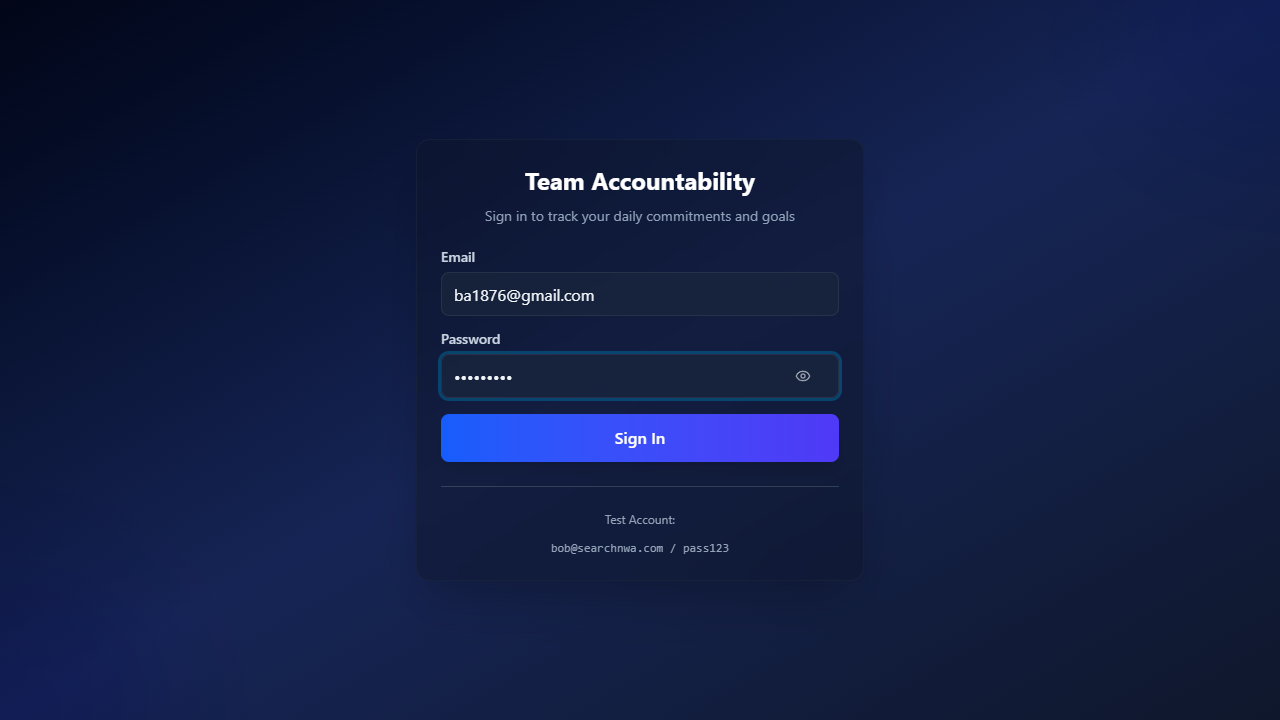 Team Accountability
Sign in to track your daily commitments and goals
Email
ba1876@gmail.com
Password
•••••••••
Sign In
Test Account:
bob@searchnwa.com / pass123